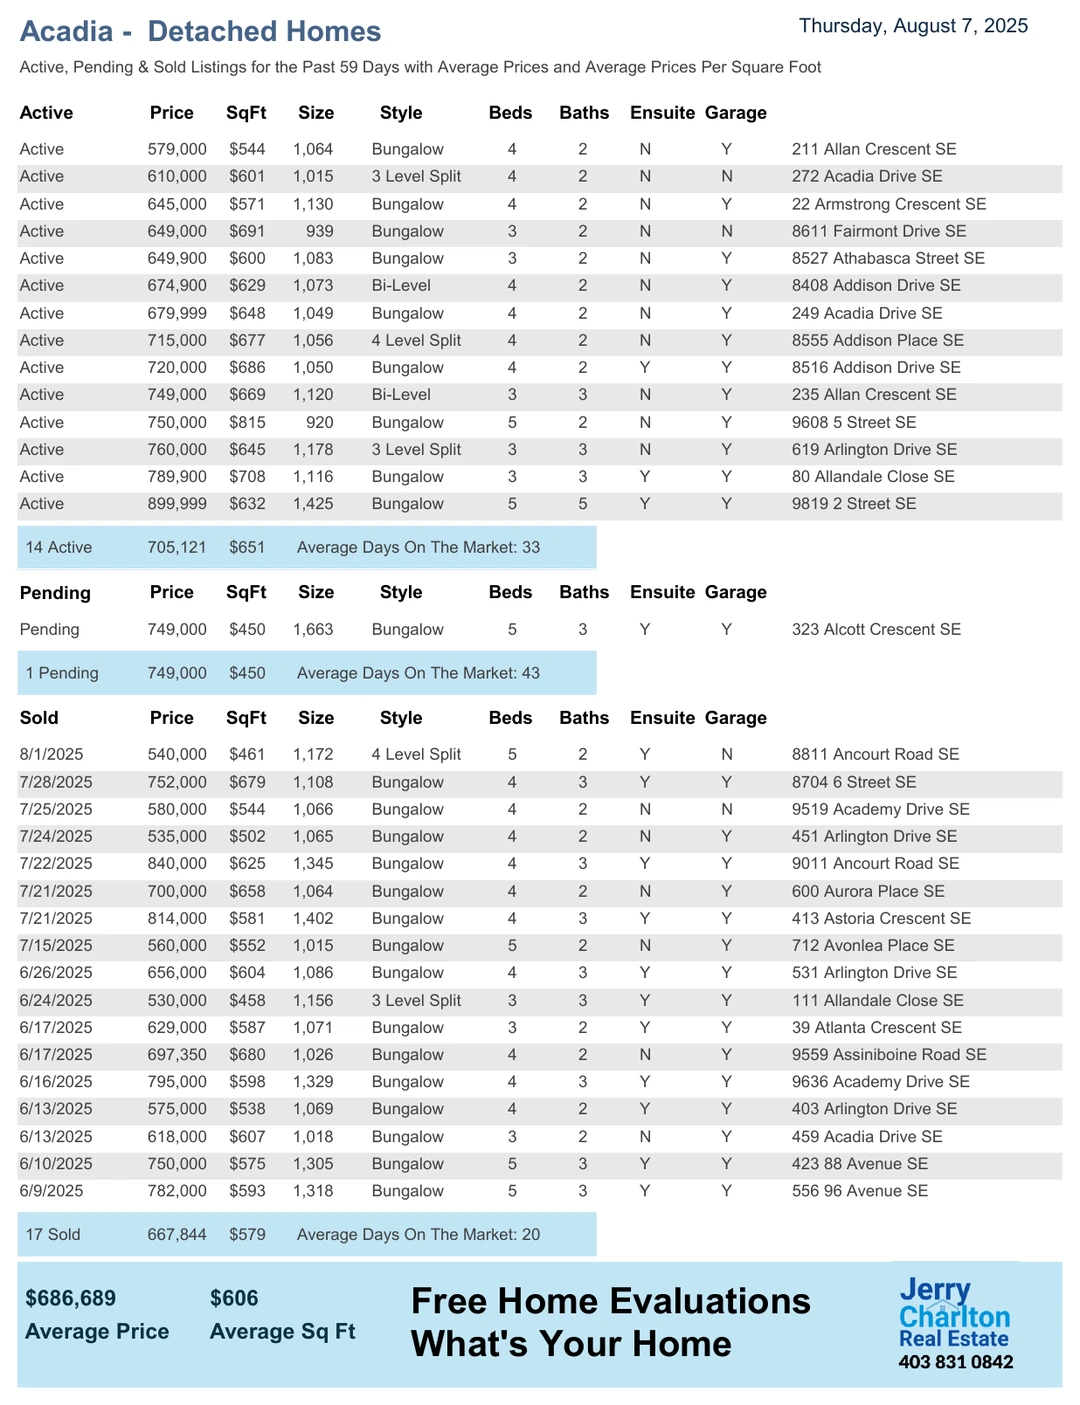 Acadia - Detached Homes
Thursday, August 7, 2025
Active, Pending & Sold Listings for the Past 59 Days with Average Prices and Average Prices Per Square Foot
Active Price SqFt Size Style Beds Baths Ensuite Garage
Active 579,000 $544 1,064 Bungalow 4 2 N Y 211 Allan Crescent SE
Active 610,000 $601 1,015 3 Level Split 4 2 N N 272 Acadia Drive SE
Active 645,000 $571 1,130 Bungalow 4 2 N Y 22 Armstrong Crescent SE
Active 649,000 $691 939 Bungalow 3 2 N N 8611 Fairmont Drive SE
Active 649,900 $600 1,083 Bungalow 3 2 N Y 8527 Athabasca Street SE
Active 674,900 $629 1,073 Bi-Level 4 2 N Y 8408 Addison Drive SE
Active 679,999 $648 1,049 Bungalow 4 2 N Y 249 Acadia Drive SE
Active 715,000 $677 1,056 4 Level Split 4 2 N Y 8555 Addison Place SE
Active 720,000 $686 1,050 Bungalow 4 2 Y Y 8516 Addison Drive SE
Active 749,000 $669 1,120 Bi-Level 3 3 N Y 235 Allan Crescent SE
Active 750,000 $815 920 Bungalow 5 2 N Y 9608 5 Street SE
Active 760,000 $645 1,178 3 Level Split 3 3 N Y 619 Arlington Drive SE
Active 789,900 $708 1,116 Bungalow 3 3 Y Y 80 Allandale Close SE
Active 899,999 $632 1,425 Bungalow 5 5 Y Y 9819 2 Street SE
14 Active 705,121 $651 Average Days On The Market: 33
Pending Price SqFt Size Style Beds Baths Ensuite Garage
Pending 749,000 $450 1,663 Bungalow 5 3 Y Y 323 Alcott Crescent SE
1 Pending 749,000 $450 Average Days On The Market: 43
Sold Price SqFt Size Style Beds Baths Ensuite Garage
8/1/2025 540,000 $461 1,172 4 Level Split 5 2 Y N 8811 Ancourt Road SE
7/28/2025 752,000 $679 1,108 Bungalow 4 3 Y Y 8704 6 Street SE
7/25/2025 580,000 $544 1,066 Bungalow 4 2 N N 9519 Academy Drive SE
7/24/2025 535,000 $502 1,065 Bungalow 4 2 N Y 451 Arlington Drive SE
7/22/2025 840,000 $625 1,345 Bungalow 4 3 Y Y 9011 Ancourt Road SE
7/21/2025 700,000 $658 1,064 Bungalow 4 2 N Y 600 Aurora Place SE
7/21/2025 814,000 $581 1,402 Bungalow 4 3 Y Y 413 Astoria Crescent SE
7/15/2025 560,000 $552 1,015 Bungalow 5 2 N Y 712 Avonlea Place SE
6/26/2025 656,000 $604 1,086 Bungalow 4 3 Y Y 531 Arlington Drive SE
6/24/2025 530,000 $458 1,156 3 Level Split 3 3 Y Y 111 Allandale Close SE
6/17/2025 629,000 $587 1,071 Bungalow 3 2 Y Y 39 Atlanta Crescent SE
6/17/2025 697,350 $680 1,026 Bungalow 4 2 N Y 9559 Assiniboine Road SE
6/16/2025 795,000 $598 1,329 Bungalow 4 3 Y Y 9636 Academy Drive SE
6/13/2025 575,000 $538 1,069 Bungalow 4 2 Y Y 403 Arlington Drive SE
6/13/2025 618,000 $607 1,018 Bungalow 3 2 N Y 459 Acadia Drive SE
6/10/2025 750,000 $575 1,305 Bungalow 5 3 Y Y 423 88 Avenue SE
6/9/2025 782,000 $593 1,318 Bungalow 5 3 Y Y 556 96 Avenue SE
17 Sold 667,844 $579 Average Days On The Market: 20
$686,689 $606
Average Price Average Sq Ft
Free Home Evaluations
What's Your Home
Jerry
Charlton
Real Estate
403 831 0842